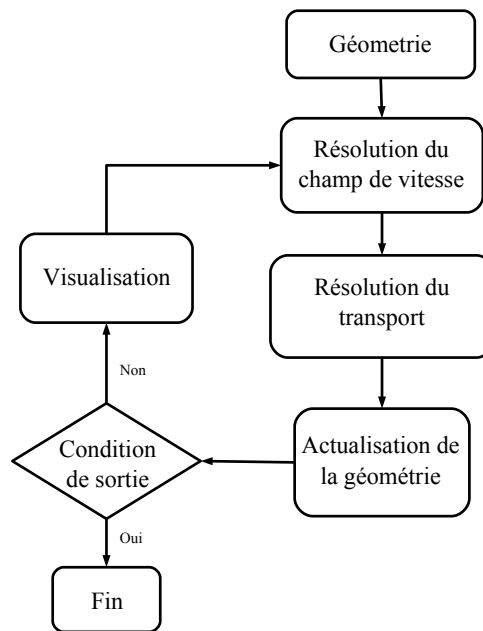 Géometrie
Résolution du
champ de vitesse
Résolution du
transport
Actualisation de
la géométrie
Condition
de sortie
Non
Visualisation
Oui
Fin